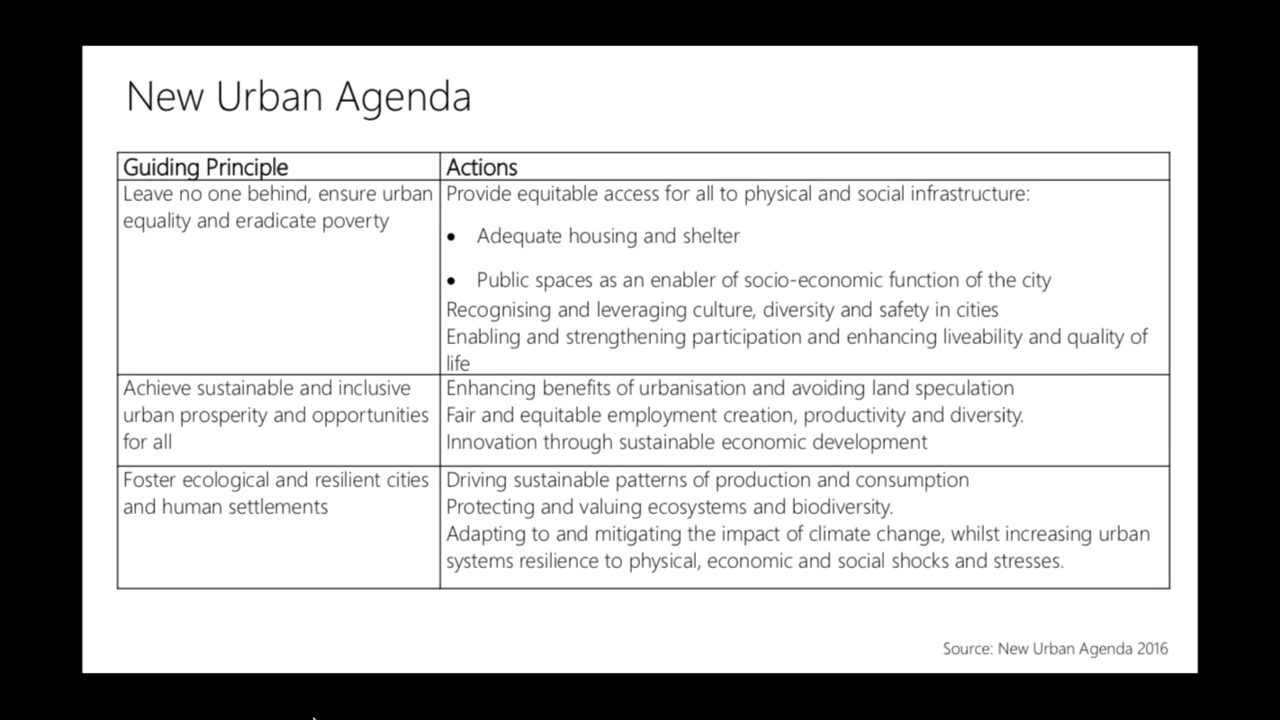 New Urban Agenda
Guiding Principle
Actions
Leave no one behind, ensure urban
equality and eradicate poverty
Provide equitable access for all to physical and social infrastructure:
• Adequate housing and shelter
• Public spaces as an enabler of socio-economic function of the city
Recognising and leveraging culture, diversity and safety in cities
Enabling and strengthening participation and enhancing liveability and quality of
life
Achieve sustainable and inclusive
urban prosperity and opportunities
for all
Enhancing benefits of urbanisation and avoiding land speculation
Fair and equitable employment creation, productivity and diversity.
Innovation through sustainable economic development
Foster ecological and resilient cities
and human settlements
Driving sustainable patterns of production and consumption
Protecting and valuing ecosystems and biodiversity.
Adapting to and mitigating the impact of climate change, whilst increasing urban
systems resilience to physical, economic and social shocks and stresses.
Source: New Urban Agenda 2016